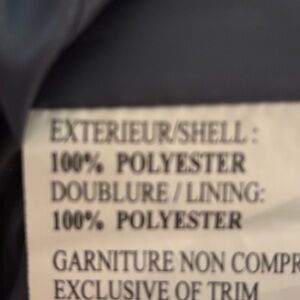 EXTERIEUR/SHELL:
100% POLYESTER
DOUBLURE/LINING:
100% POLYESTER
GARNITURE NON COMPR
EXCLUSIVE OF TRIM